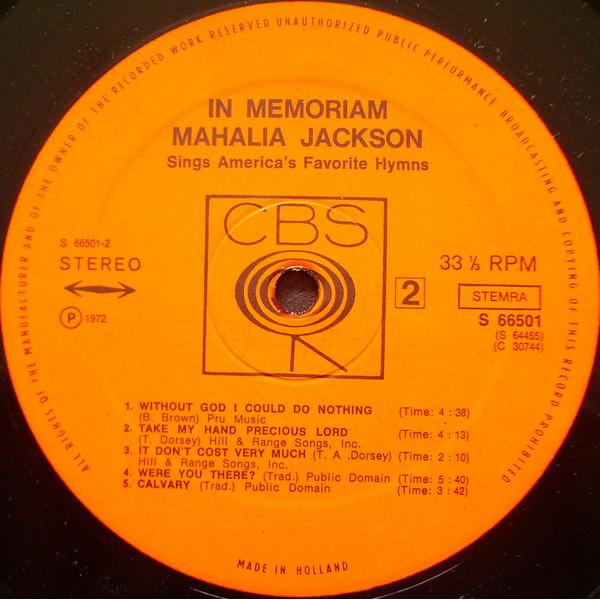 ALL RIGHTS OF THE MANUFACTURER AND OF THE OWNER OF THE RECORDED WORK RESERVED UNAUTHORIZED PUBLIC PERFORMANCE BROADCASTING AND COPYING OF THIS RECORD PROHIBITED
IN MEMORIAM
MAHALIA JACKSON
Sings America's Favorite Hymns
CBS
S 66501-2
STEREO
P 1972
2
33 ⅓ RPM
STEMRA
S 66501
(S 64455)
(C 30744)
1. WITHOUT GOD I COULD DO NOTHING (Time: 4 : 38)
(B. Brown) Pru Music
2. TAKE MY HAND PRECIOUS LORD (Time: 4 : 13)
(T. Dorsey) Hill & Range Songs, Inc.
3. IT DON'T COST VERY MUCH (T. A .Dorsey) (Time: 2 : 10)
Hill & Range Songs, Inc.
4. WERE YOU THERE? (Trad.) Public Domain (Time: 5 : 40)
5. CALVARY (Trad.) Public Domain (Time: 3 : 42)
MADE IN HOLLAND